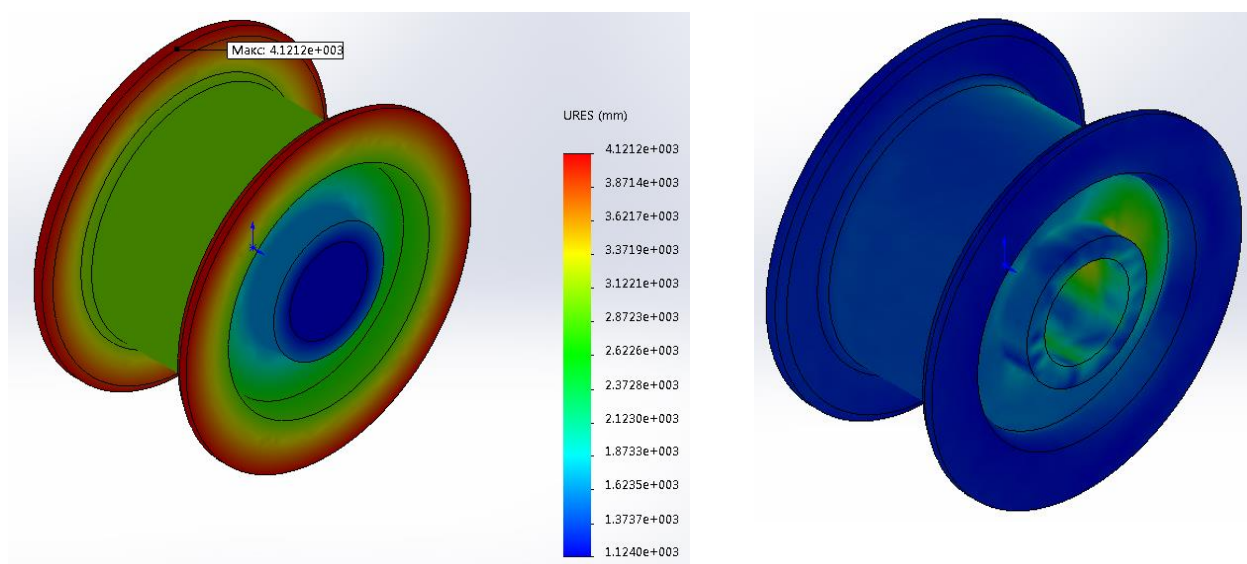 Макс: 4.1212e+003
URES (mm)
4.1212e+003
3.8714e+003
3.6217e+003
3.3719e+003
3.1221e+003
2.8723e+003
2.6226e+003
2.3728e+003
2.1230e+003
1.8733e+003
1.6235e+003
1.3737e+003
1.1240e+003